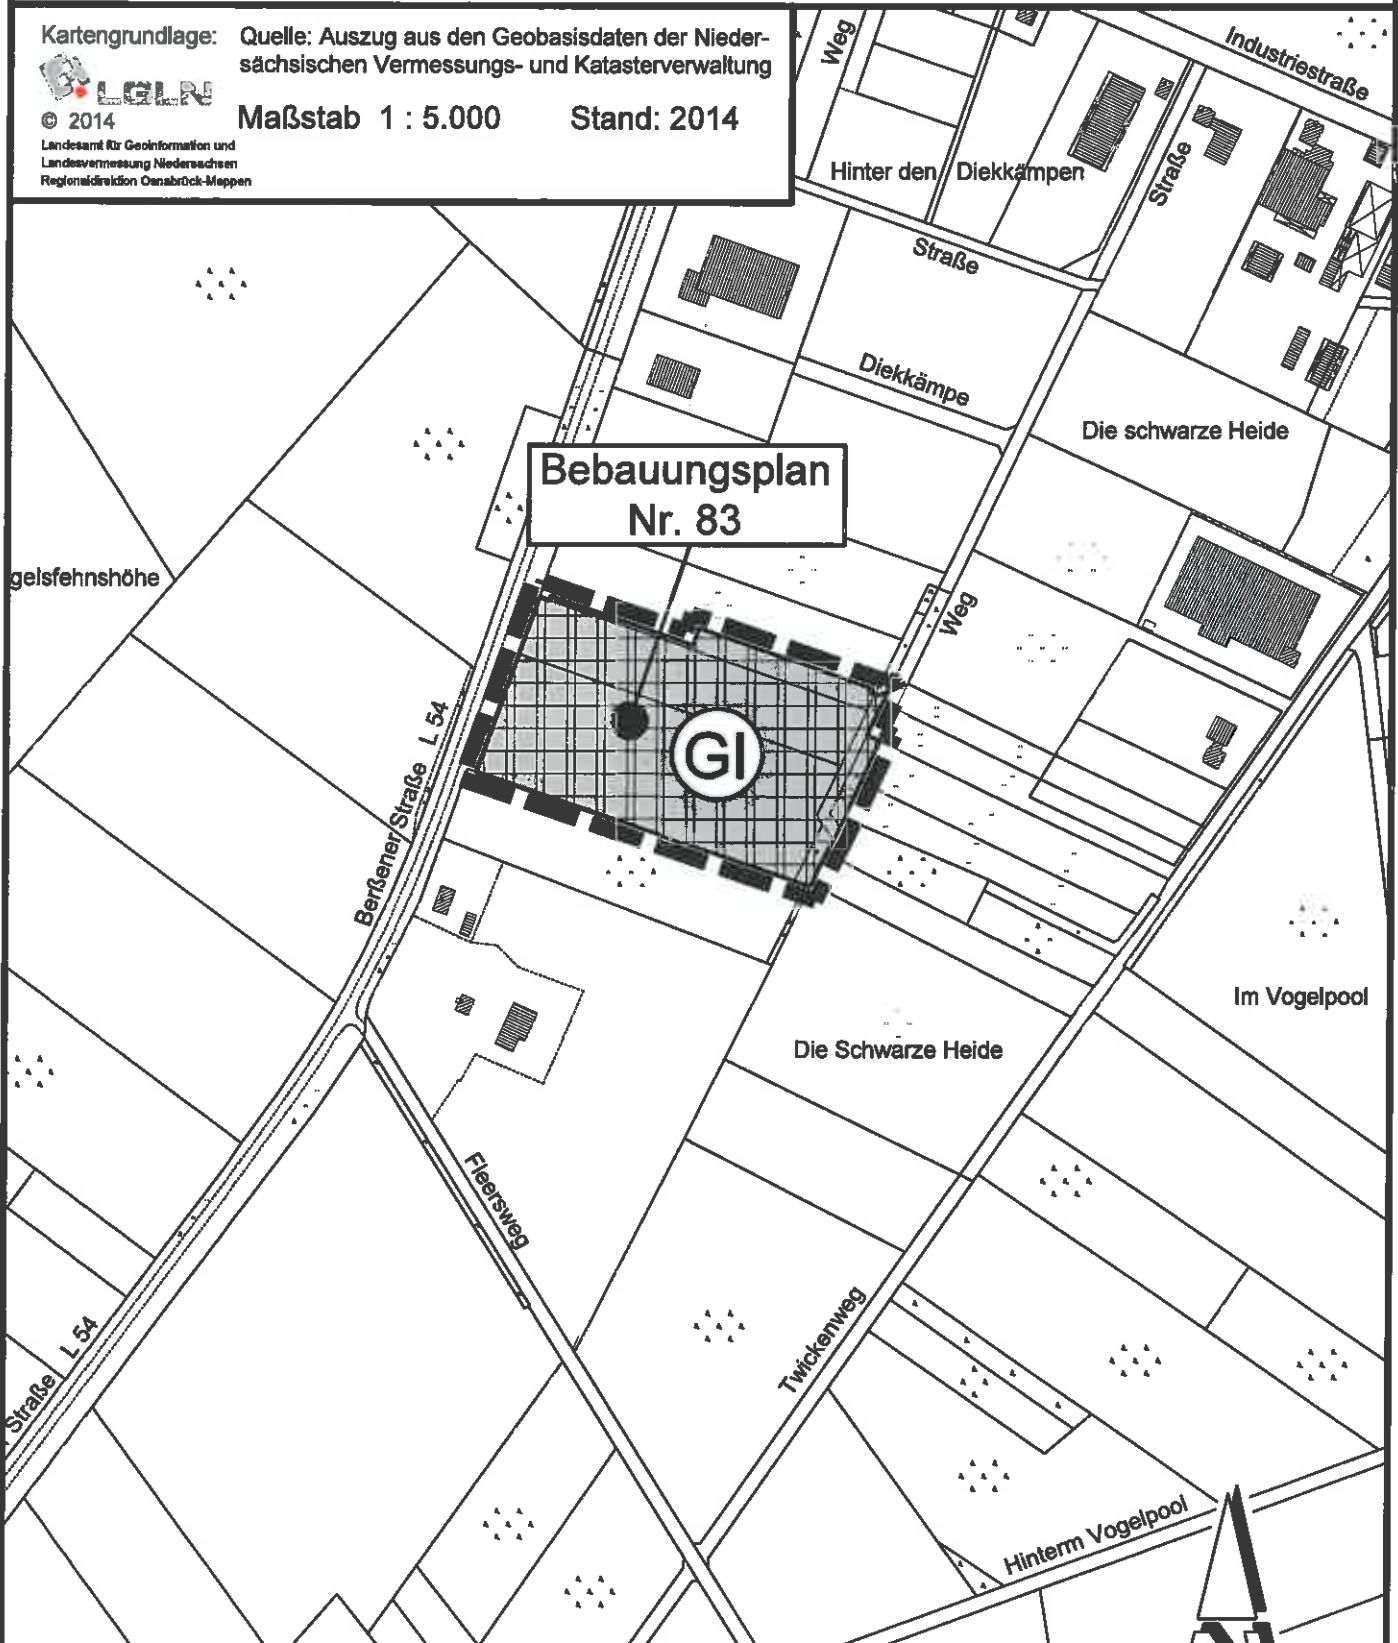 Kartengrundlage: Quelle: Auszug aus den Geobasisdaten der Nieder-
sächsischen Vermessungs- und Katasterverwaltung
LGLN
© 2014
Maßstab 1 : 5.000 Stand: 2014
Landesamt für Geoinformation und
Landesvermessung Niedersachsen
Regionaldirektion Osnabrück-Meppen
Weg
Industriestraße
Hinter den Diekkämpen
Straße
Straße
Diekkämpe
Die schwarze Heide
Bebauungsplan
Nr. 83
gelsfehnshöhe
Weg
GI
Berßener Straße L 54
Im Vogelpool
Die Schwarze Heide
Fleersweg
Twickenweg
Straße L 54
Hinterm Vogelpool